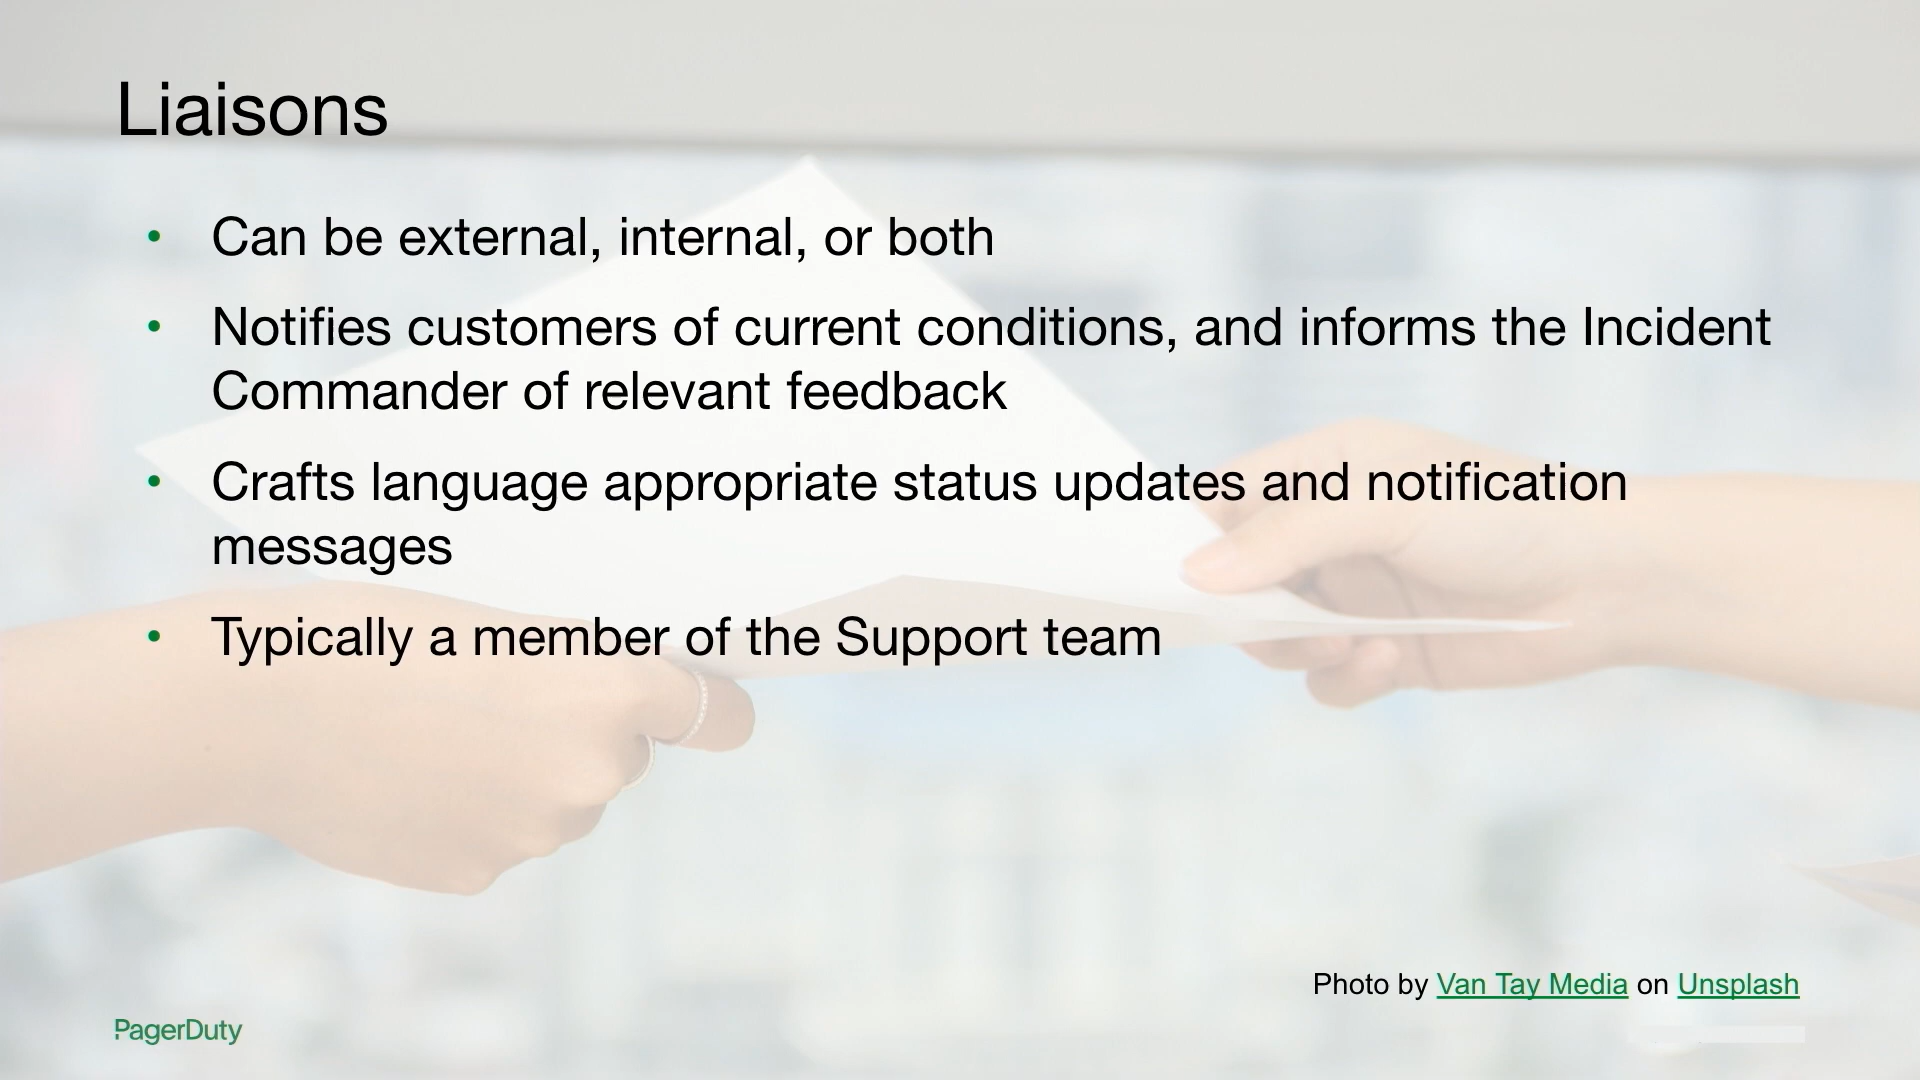 Liaisons
• Can be external, internal, or both
• Notifies customers of current conditions, and informs the Incident
Commander of relevant feedback
• Crafts language appropriate status updates and notification
messages
• Typically a member of the Support team
Photo by Van Tay Media on Unsplash
PagerDuty